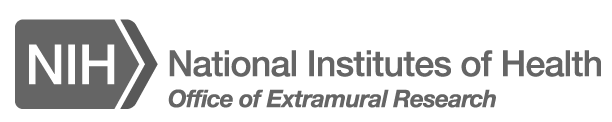 NIH
National Institutes of Health
Office of Extramural Research